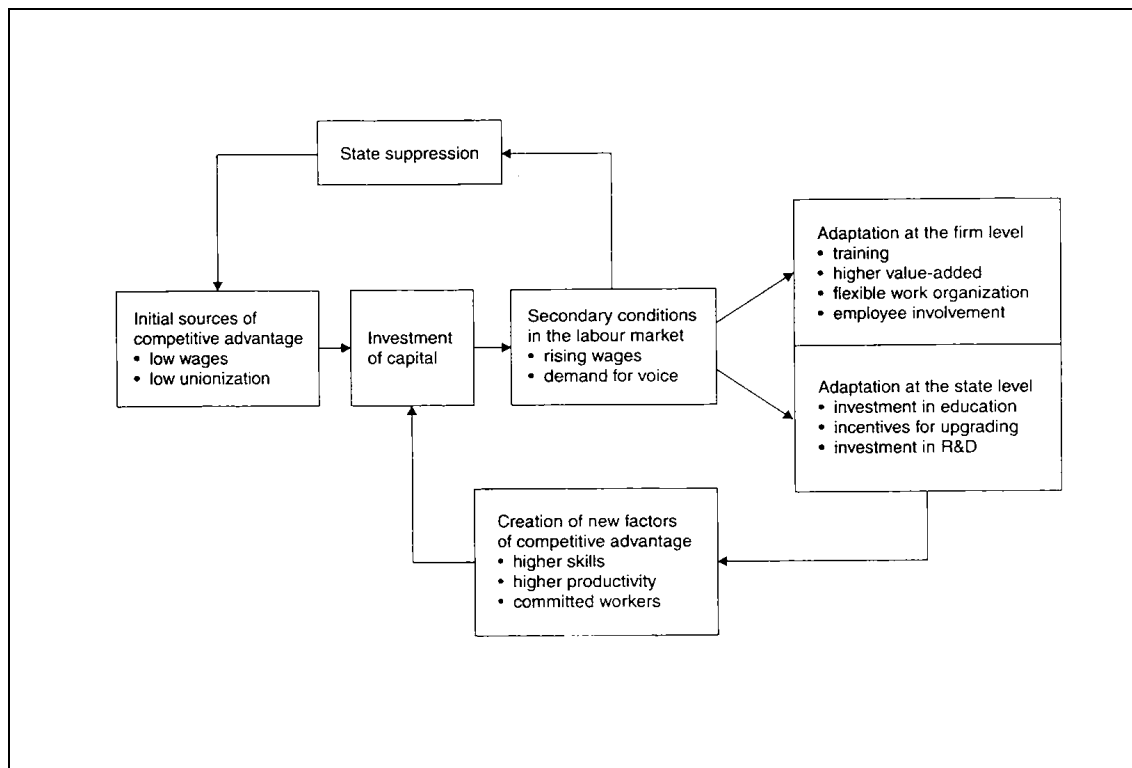 State suppression
Initial sources of
competitive advantage
• low wages
• low unionization
Investment
of capital
Secondary conditions
in the labour market
• rising wages
• demand for voice
Adaptation at the firm level
• training
• higher value-added
• flexible work organization
• employee involvement
Adaptation at the state level
• investment in education
• incentives for upgrading
• investment in R&D
Creation of new factors
of competitive advantage
• higher skills
• higher productivity
• committed workers